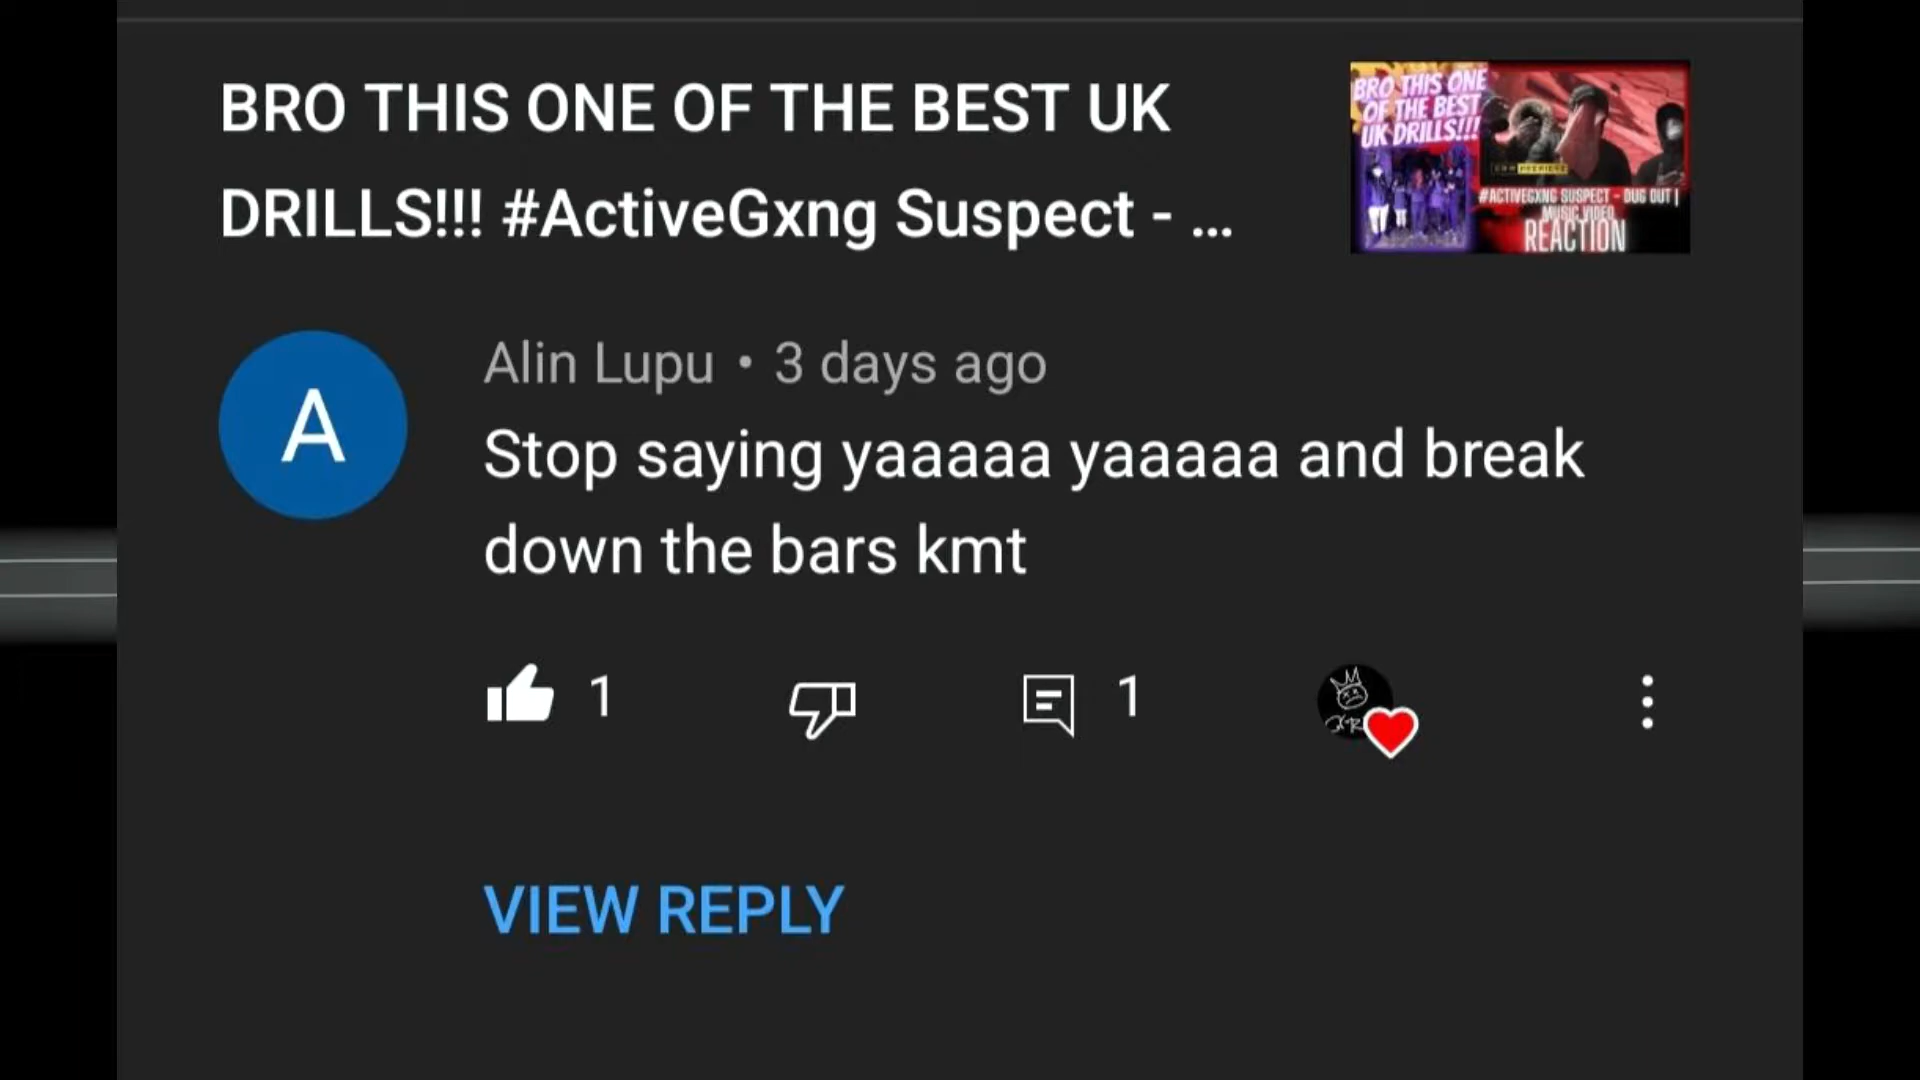 BRO THIS ONE OF THE BEST UK
DRILLS!!! #ActiveGxng Suspect - ...
BRO THIS ONE
OF THE BEST
UK DRILLS!!!
PREMIERE
#ACTIVEGXNG SUSPECT - DUG OUT |
MUSIC VIDEO
REACTION
A
Alin Lupu • 3 days ago
Stop saying yaaaaa yaaaaa and break
down the bars kmt
1
1
VIEW REPLY